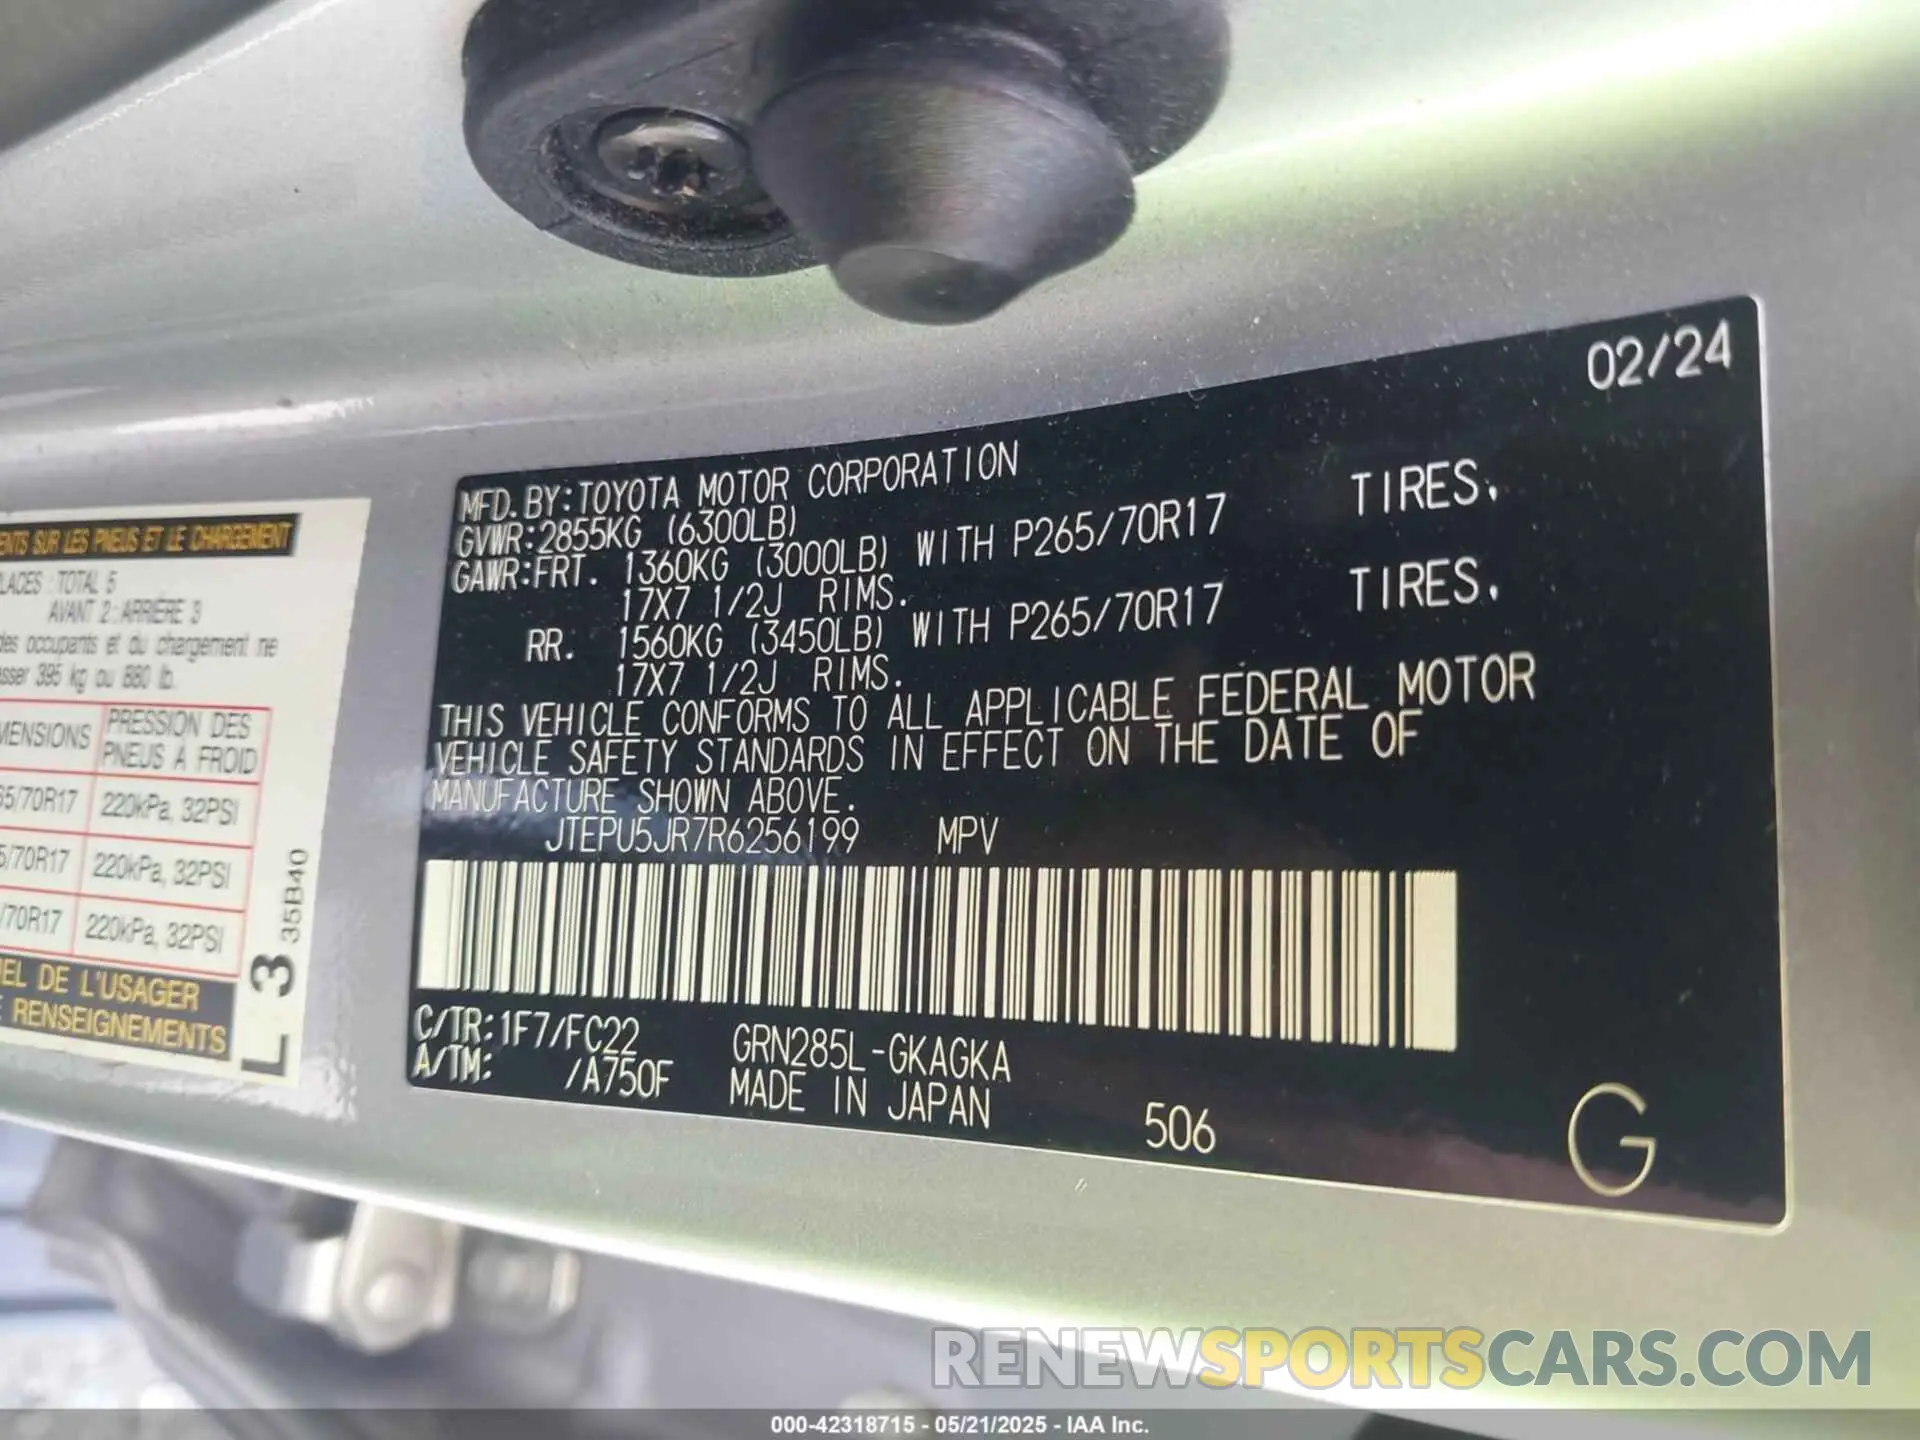 02/24
MFD. BY: TOYOTA MOTOR CORPORATION
GVWR: 2855KG (6300LB)
GAWR: FRT. 1360KG (3000LB) WITH P265/70R17 TIRES.
17X7 1/2J RIMS.
RR. 1560KG (3450LB) WITH P265/70R17 TIRES.
17X7 1/2J RIMS.
THIS VEHICLE CONFORMS TO ALL APPLICABLE FEDERAL MOTOR
VEHICLE SAFETY STANDARDS IN EFFECT ON THE DATE OF
MANUFACTURE SHOWN ABOVE.
JTEPU5JR7R6256199 MPV
C/TR: 1F7/FC22 GRN285L-GKAGKA
A/TM: /A750F MADE IN JAPAN
506
G
SUR LES PNEUS ET LE CHARGEMENT
: TOTAL 5
AVANT 2 : ARRIÈRE 3
des occupants et du chargement ne
395 kg ou 880 lb.
PRESSION DES
PNEUS À FROID
65/70R17 220kPa, 32PSI
5/70R17 220kPa, 32PSI
/70R17 220kPa, 32PSI
DE L'USAGER
RENSEIGNEMENTS
L 3 35B40
RENEWSPORTSCARS.COM
000-42318715 - 05/21/2025 - IAA Inc.